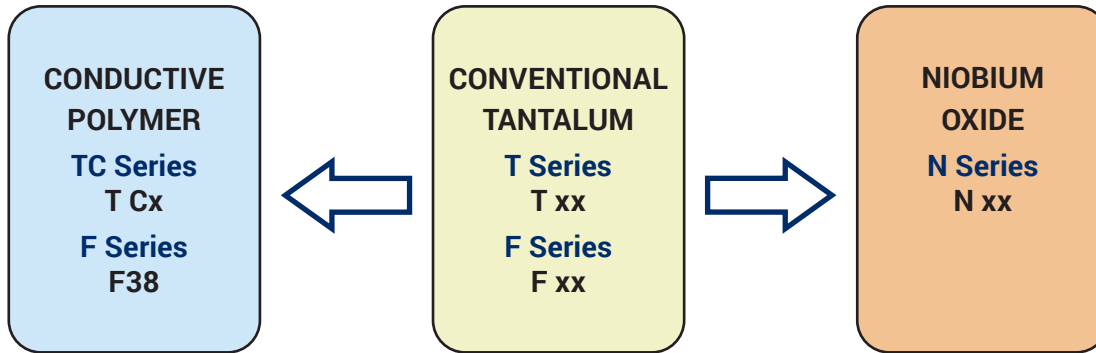 CONDUCTIVE
POLYMER
TC Series
T Cx
F Series
F38
CONVENTIONAL
TANTALUM
T Series
T xx
F Series
F xx
NIOBIUM
OXIDE
N Series
N xx